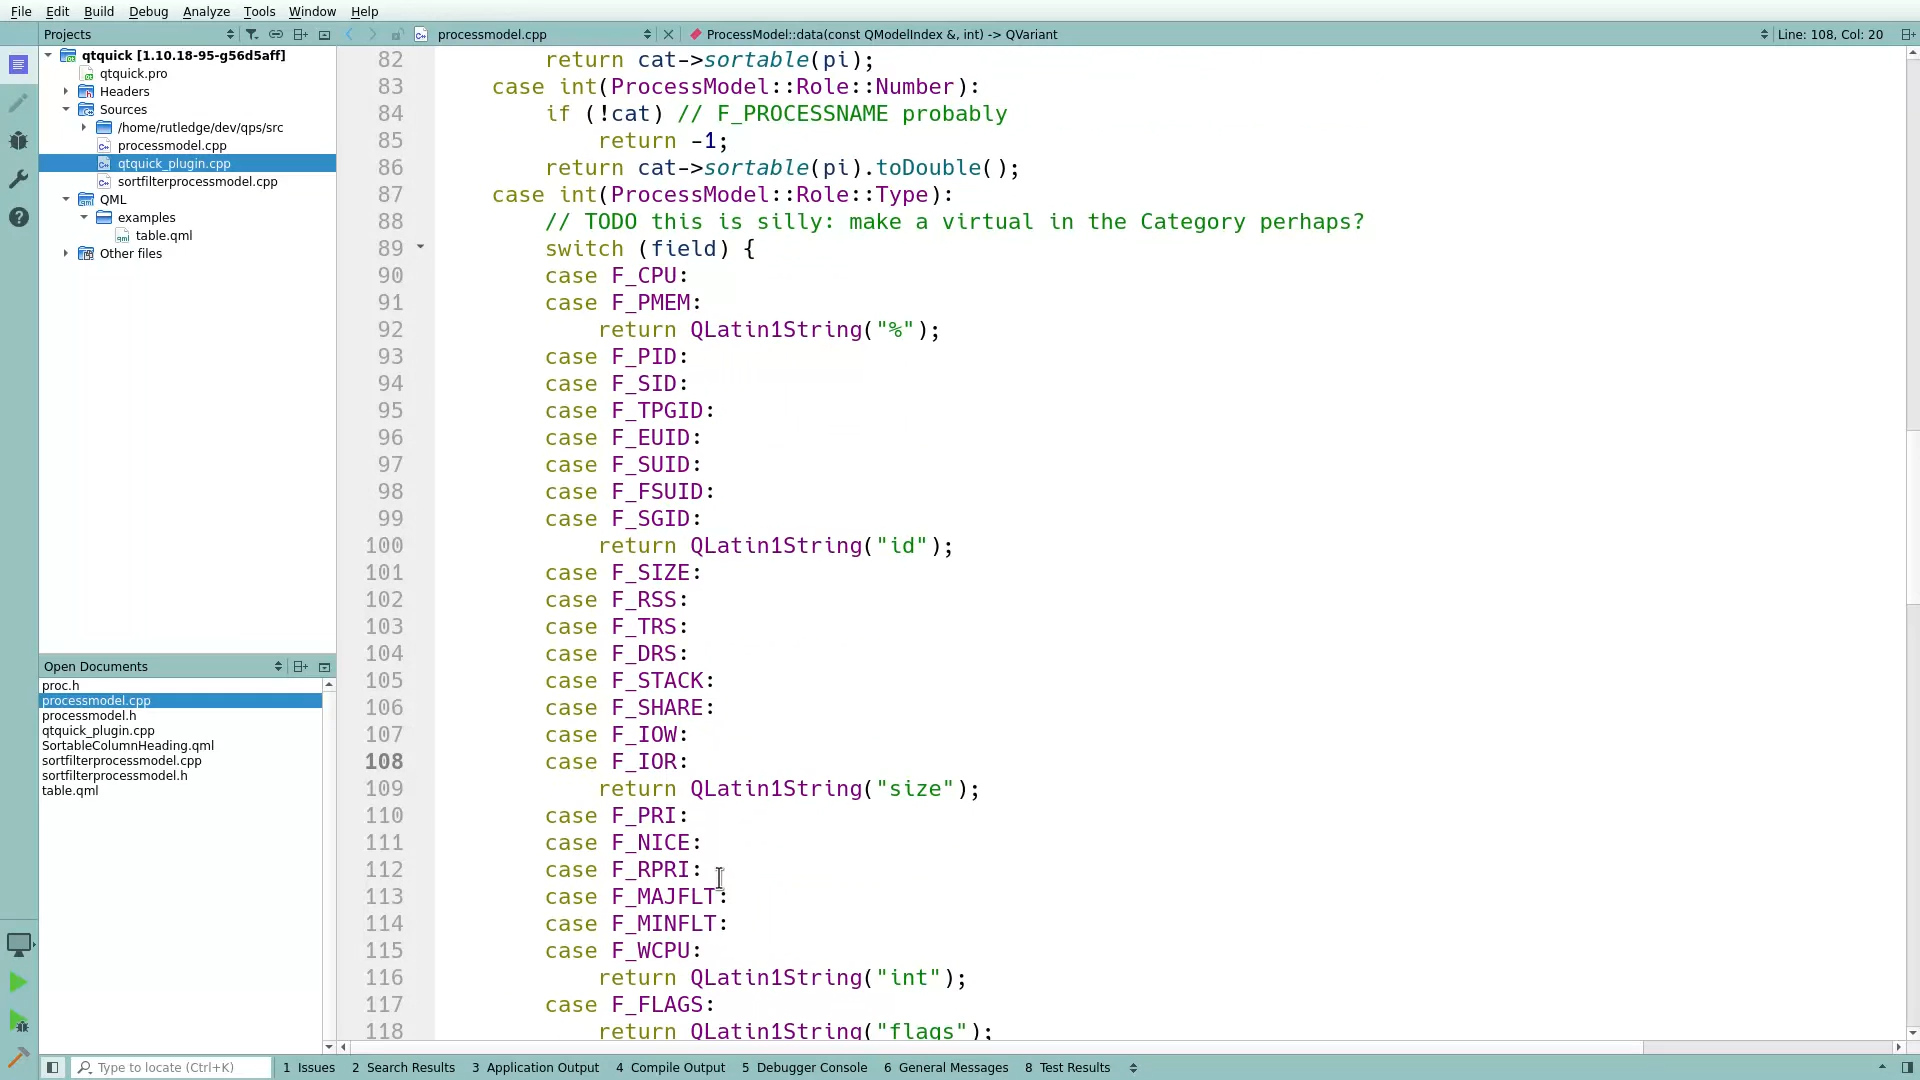 File Edit Build Debug Analyze Tools Window Help
Projects
processmodel.cpp
ProcessModel::data(const QModelIndex &, int) -> QVariant
Line: 108, Col: 20
qtquick [1.10.18-95-g56d5aff]
qtquick.pro
Headers
Sources
/home/rutledge/dev/qps/src
processmodel.cpp
qtquick_plugin.cpp
sortfilterprocessmodel.cpp
QML
examples
table.qml
Other files
Open Documents
proc.h
processmodel.cpp
processmodel.h
qtquick_plugin.cpp
SortableColumnHeading.qml
sortfilterprocessmodel.cpp
sortfilterprocessmodel.h
table.qml
82 return cat->sortable(pi);
83 case int(ProcessModel::Role::Number):
84 if (!cat) // F_PROCESSNAME probably
85 return -1;
86 return cat->sortable(pi).toDouble();
87 case int(ProcessModel::Role::Type):
88 // TODO this is silly: make a virtual in the Category perhaps?
89 switch (field) {
90 case F_CPU:
91 case F_PMEM:
92 return QLatin1String("%");
93 case F_PID:
94 case F_SID:
95 case F_TPGID:
96 case F_EUID:
97 case F_SUID:
98 case F_FSUID:
99 case F_SGID:
100 return QLatin1String("id");
101 case F_SIZE:
102 case F_RSS:
103 case F_TRS:
104 case F_DRS:
105 case F_STACK:
106 case F_SHARE:
107 case F_IOW:
108 case F_IOR:
109 return QLatin1String("size");
110 case F_PRI:
111 case F_NICE:
112 case F_RPRI:
113 case F_MAJFLT:
114 case F_MINFLT:
115 case F_WCPU:
116 return QLatin1String("int");
117 case F_FLAGS:
118 return QLatin1String("flags");
Type to locate (Ctrl+K) 1 Issues 2 Search Results 3 Application Output 4 Compile Output 5 Debugger Console 6 General Messages 8 Test Results